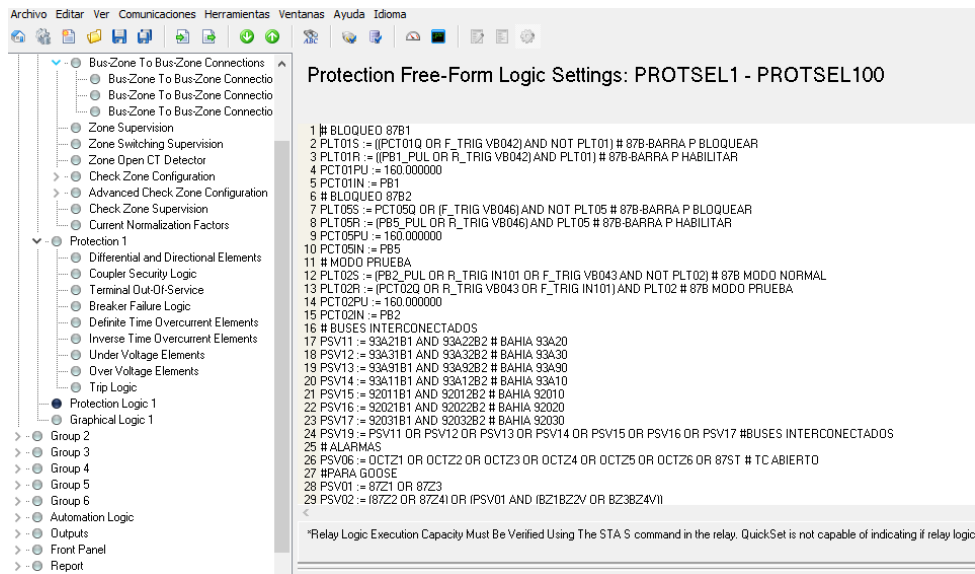 Archivo Editar Ver Comunicaciones Herramientas Ventanas Ayuda Idioma
Bus-Zone To Bus-Zone Connections
Bus-Zone To Bus-Zone Connectio
Bus-Zone To Bus-Zone Connectio
Bus-Zone To Bus-Zone Connectio
Zone Supervision
Zone Switching Supervision
Zone Open CT Detector
Check Zone Configuration
Advanced Check Zone Configuration
Check Zone Supervision
Current Normalization Factors
Protection 1
Differential and Directional Elements
Coupler Security Logic
Terminal Out-Of-Service
Breaker Failure Logic
Definite Time Overcurrent Elements
Inverse Time Overcurrent Elements
Under Voltage Elements
Over Voltage Elements
Trip Logic
Protection Logic 1
Graphical Logic 1
Group 2
Group 3
Group 4
Group 5
Group 6
Automation Logic
Outputs
Front Panel
Report
Protection Free-Form Logic Settings: PROTSEL1 - PROTSEL100
1 # BLOQUEO 87B1
2 PLT01S := ((PCT01Q OR F_TRIG VB042) AND NOT PLT01) # 87B-BARRA P BLOQUEAR
3 PLT01R := ((PB1_PUL OR R_TRIG VB042) AND PLT01) # 87B-BARRA P HABILITAR
4 PCT01PU := 160.000000
5 PCT01IN := PB1
6 # BLOQUEO 87B2
7 PLT05S := PCT05Q OR (F_TRIG VB046) AND NOT PLT05 # 87B-BARRA P BLOQUEAR
8 PLT05R := (PB5_PUL OR R_TRIG VB046) AND PLT05 # 87B-BARRA P HABILITAR
9 PCT05PU := 160.000000
10 PCT05IN := PB5
11 # MODO PRUEBA
12 PLT02S := (PB2_PUL OR R_TRIG IN101 OR F_TRIG VB043 AND NOT PLT02) # 87B MODO NORMAL
13 PLT02R := (PCT02Q OR R_TRIG VB043 OR F_TRIG IN101) AND PLT02 # 87B MODO PRUEBA
14 PCT02PU := 160.000000
15 PCT02IN := PB2
16 # BUSES INTERCONECTADOS
17 PSV11 := 93A21B1 AND 93A22B2 # BAHIA 93A20
18 PSV12 := 93A31B1 AND 93A32B2 # BAHIA 93A30
19 PSV13 := 93A91B1 AND 93A92B2 # BAHIA 93A90
20 PSV14 := 93A11B1 AND 93A12B2 # BAHIA 93A10
21 PSV15 := 92011B1 AND 92012B2 # BAHIA 92010
22 PSV16 := 92021B1 AND 92022B2 # BAHIA 92020
23 PSV17 := 92031B1 AND 92032B2 # BAHIA 92030
24 PSV19 := PSV11 OR PSV12 OR PSV13 OR PSV14 OR PSV15 OR PSV16 OR PSV17 #BUSES INTERCONECTADOS
25 # ALARMAS
26 PSV06 := OCTZ1 OR OCTZ2 OR OCTZ3 OR OCTZ4 OR OCTZ5 OR OCTZ6 OR 87ST # TC ABIERTO
27 #PARA GOOSE
28 PSV01 := 87Z1 OR 87Z3
29 PSV02 := (87Z2 OR 87Z4) OR (PSV01 AND (BZ1BZ2V OR BZ3BZ4V))
*Relay Logic Execution Capacity Must Be Verified Using The STA S command in the relay. QuickSet is not capable of indicating if relay logic